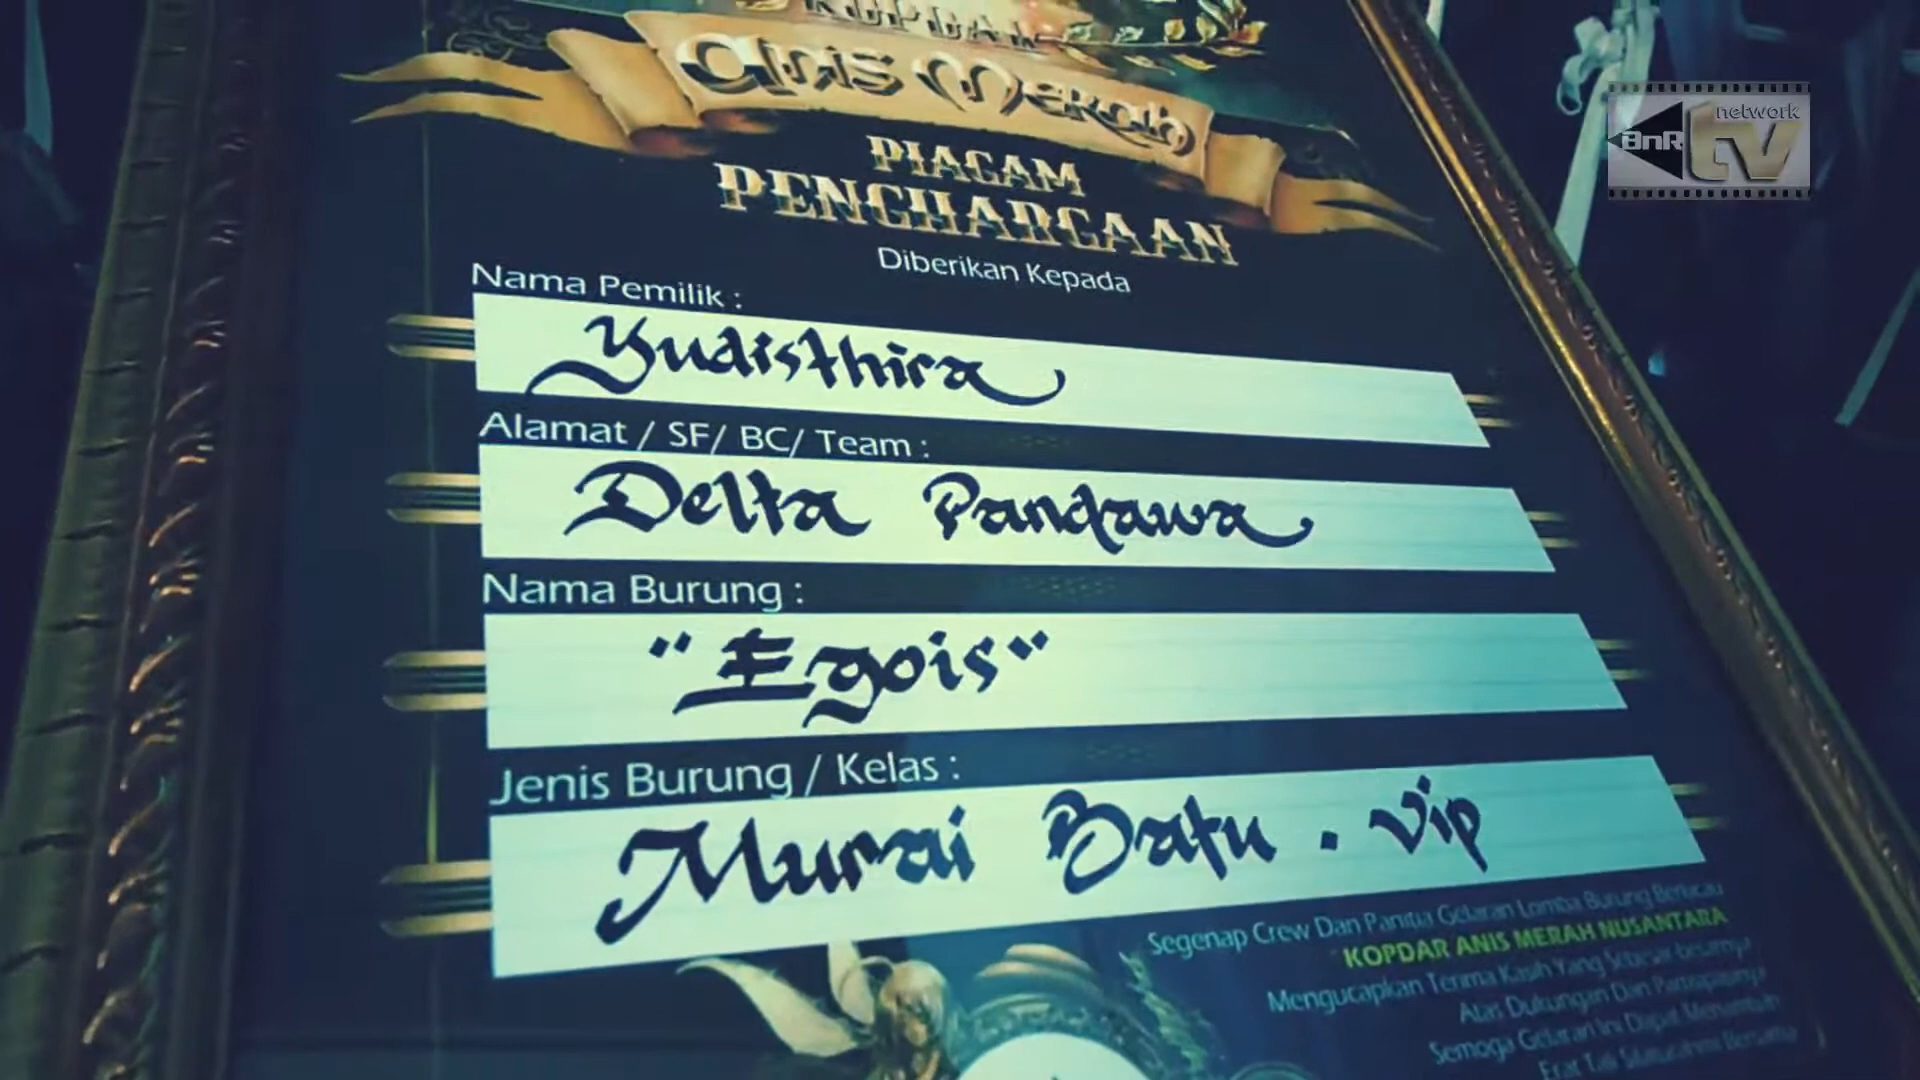 KOPDAR
Anis Merah
network
BnR tv
PIAGAM
PENGHARGAAN
Diberikan Kepada
Nama Pemilik :
Yudisthira
Alamat / SF/ BC/ Team :
Delta Pandawa
Nama Burung :
"Egois"
Jenis Burung / Kelas :
Murai Batu . Vip
Segenap Crew Dan Panitia Gelaran Lomba Burung Berkicau
"KOPDAR ANIS MERAH NUSANTARA
Mengucapkan Terima Kasih Yang Sebesar-besarnya
Atas Dukungan Dan Partisipasinya
Semoga Gelaran Ini Dapat Menambah
Erat Tali Silaturahmi Bersama